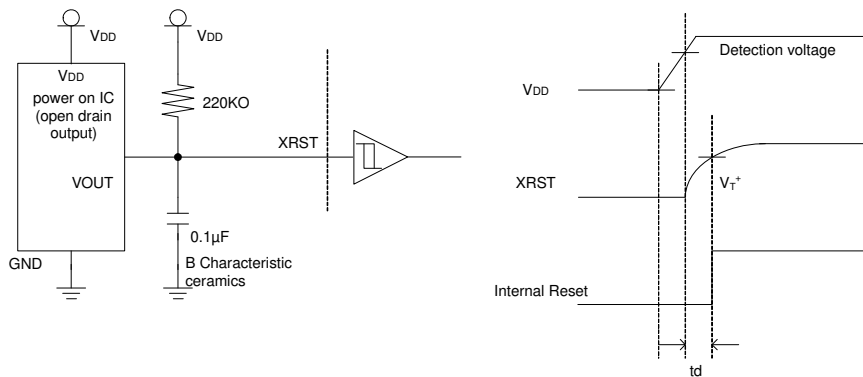 VDD
VDD
VDD
power on IC
(open drain
output)
220KO
XRST
VOUT
0.1µF
GND
B Characteristic
ceramics
Detection voltage
VDD
XRST
VT+
Internal Reset
td